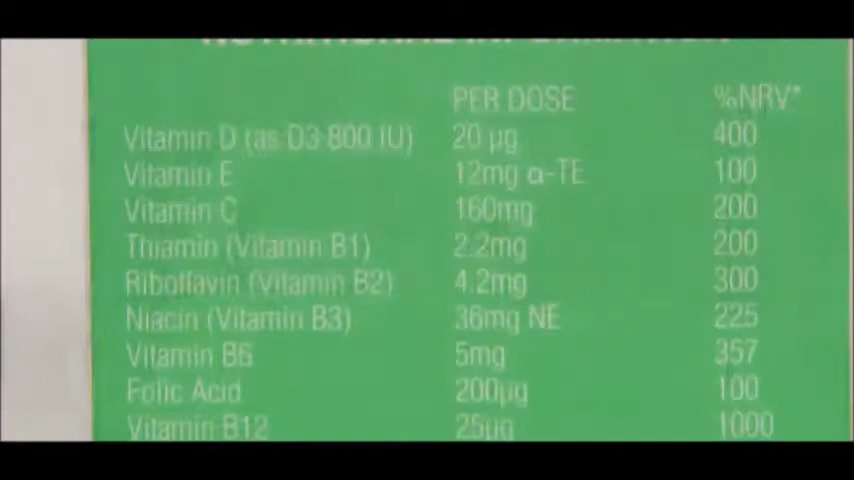 NUTRITIONAL INFORMATION
PER DOSE %NRV*
Vitamin D (as D3 800 IU) 20 µg 400
Vitamin E 12mg α-TE 100
Vitamin C 160mg 200
Thiamin (Vitamin B1) 2.2mg 200
Riboflavin (Vitamin B2) 4.2mg 300
Niacin (Vitamin B3) 36mg NE 225
Vitamin B6 5mg 357
Folic Acid 200µg 100
Vitamin B12 25µg 1000